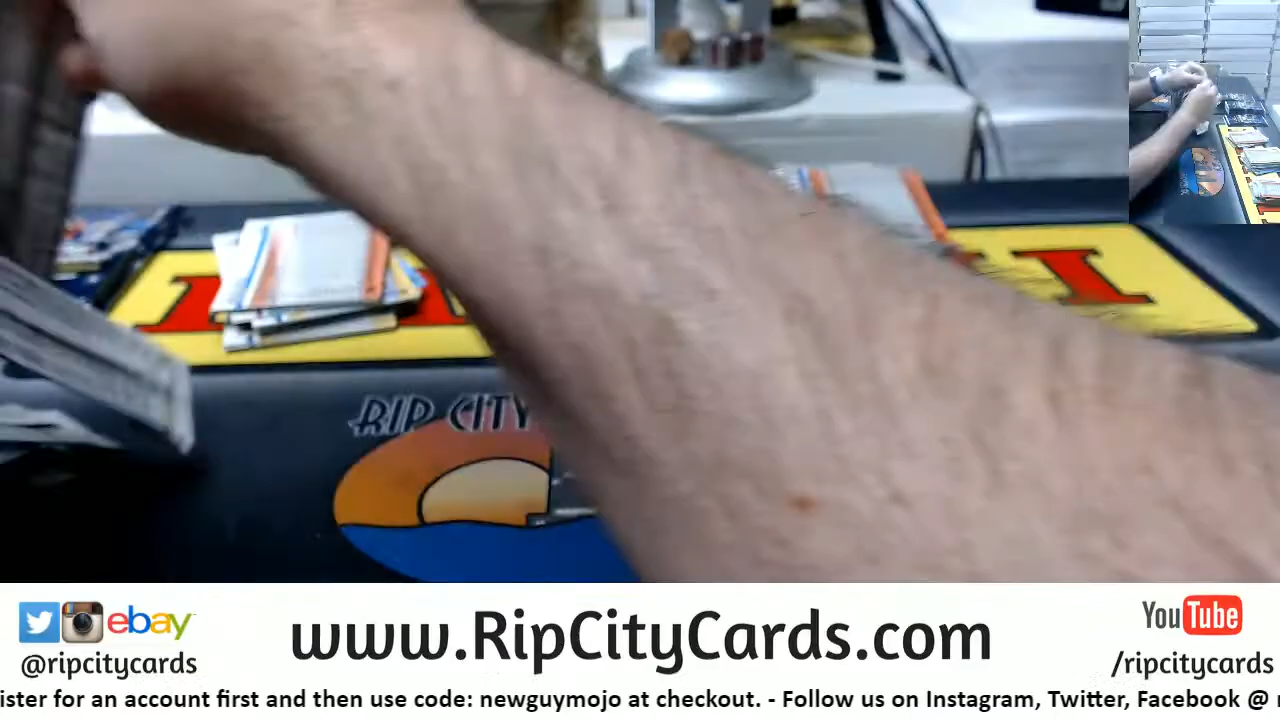 RIP CITY
ebay
www.RipCityCards.com
YouTube
@ripcitycards
/ripcitycards
ister for an account first and then use code: newguymojo at checkout. - Follow us on Instagram, Twitter, Facebook @